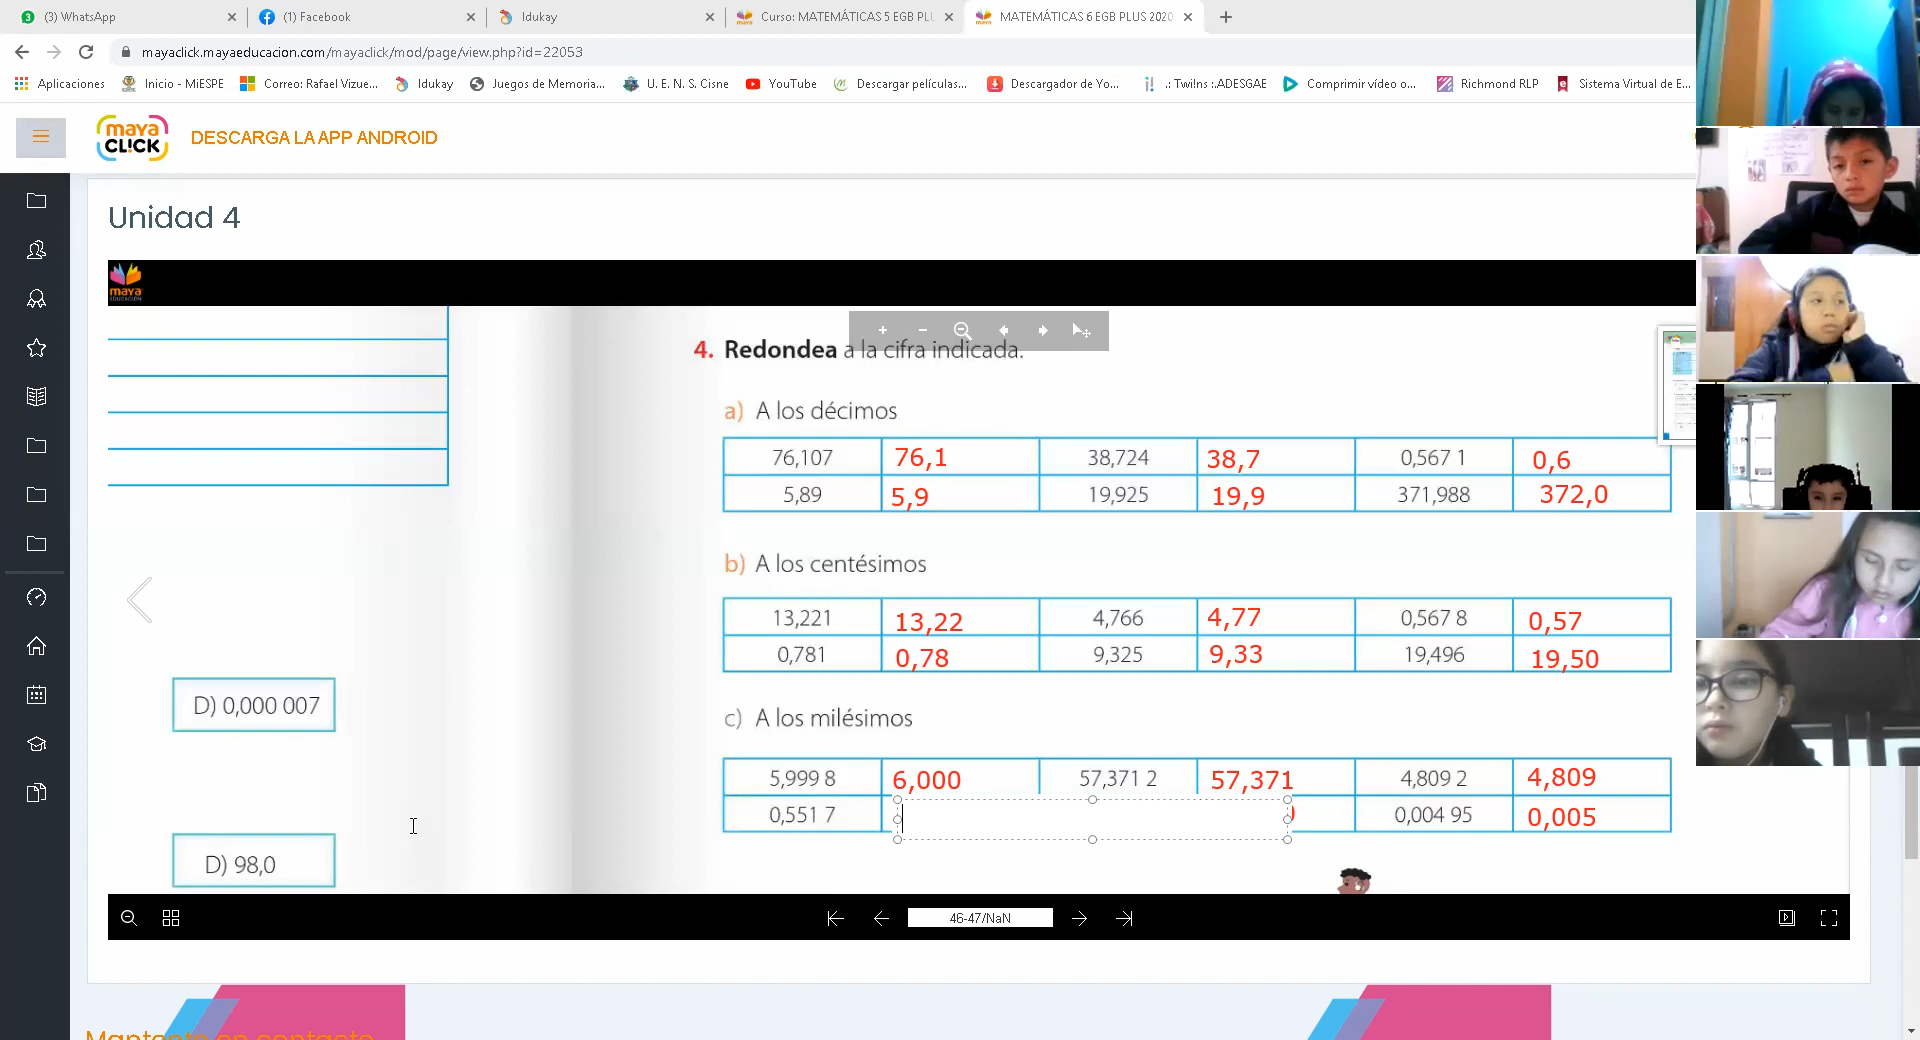 (3) WhatsApp
(1) Facebook
Idukay
Curso: MATEMÁTICAS 5 EGB PLU
MATEMÁTICAS 6 EGB PLUS 2020
mayaclick.mayaeducacion.com/mayaclick/mod/page/view.php?id=22053
Aplicaciones
Inicio - MiESPE
Correo: Rafael Vizue...
Idukay
Juegos de Memoria...
U. E. N. S. Cisne
YouTube
Descargar películas...
Descargador de Yo...
.: Twi!ns :.ADESGAE
Comprimir vídeo o...
Richmond RLP
Sistema Virtual de E...
maya
CLICK
DESCARGA LA APP ANDROID
Unidad 4
maya
EDUCACIÓN
4. Redondea a la cifra indicada.
a) A los décimos
76,107 76,1 38,724 38,7 0,567 1 0,6
5,89 5,9 19,925 19,9 371,988 372,0
b) A los centésimos
13,221 13,22 4,766 4,77 0,567 8 0,57
0,781 0,78 9,325 9,33 19,496 19,50
c) A los milésimos
5,999 8 6,000 57,371 2 57,371 4,809 2 4,809
0,551 7 0,004 95 0,005
D) 0,000 007
D) 98,0
46-47/NaN